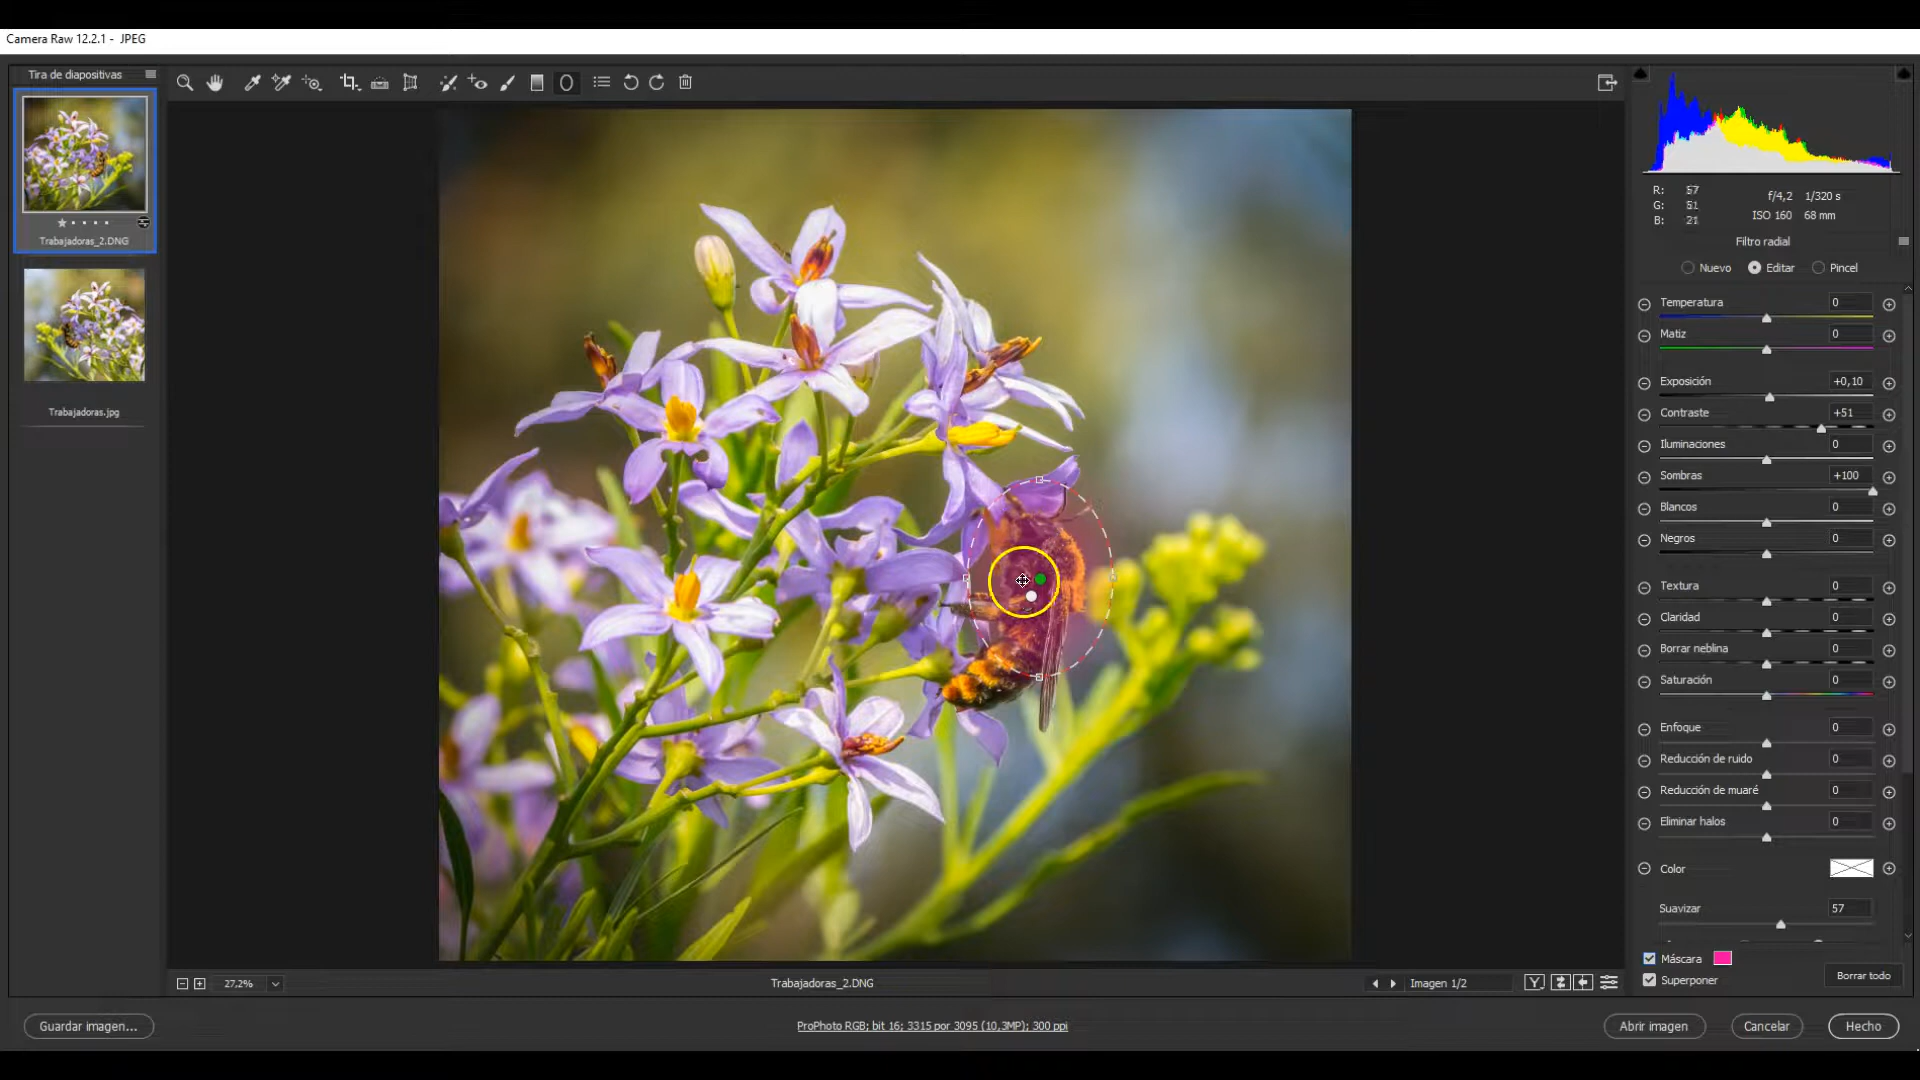 Camera Raw 12.2.1 - JPEG
Tira de diapositivas
Trabajadoras_2.DNG
Trabajadoras.jpg
R: 57
G: 51
B: 21
f/4,2 1/320 s
ISO 160 68 mm
Filtro radial
Nuevo Editar Pincel
Temperatura 0
Matiz 0
Exposición +0,10
Contraste +51
Iluminaciones 0
Sombras +100
Blancos 0
Negros 0
Textura 0
Claridad 0
Borrar neblina 0
Saturación 0
Enfoque 0
Reducción de ruido 0
Reducción de muaré 0
Eliminar halos 0
Color
Suavizar 57
Máscara
Superponer
Borrar todo
27,2%
Trabajadoras_2.DNG
Imagen 1/2
Y
Guardar imagen...
ProPhoto RGB; bit 16; 3315 por 3095 (10,3MP); 300 ppi
Abrir imagen
Cancelar
Hecho